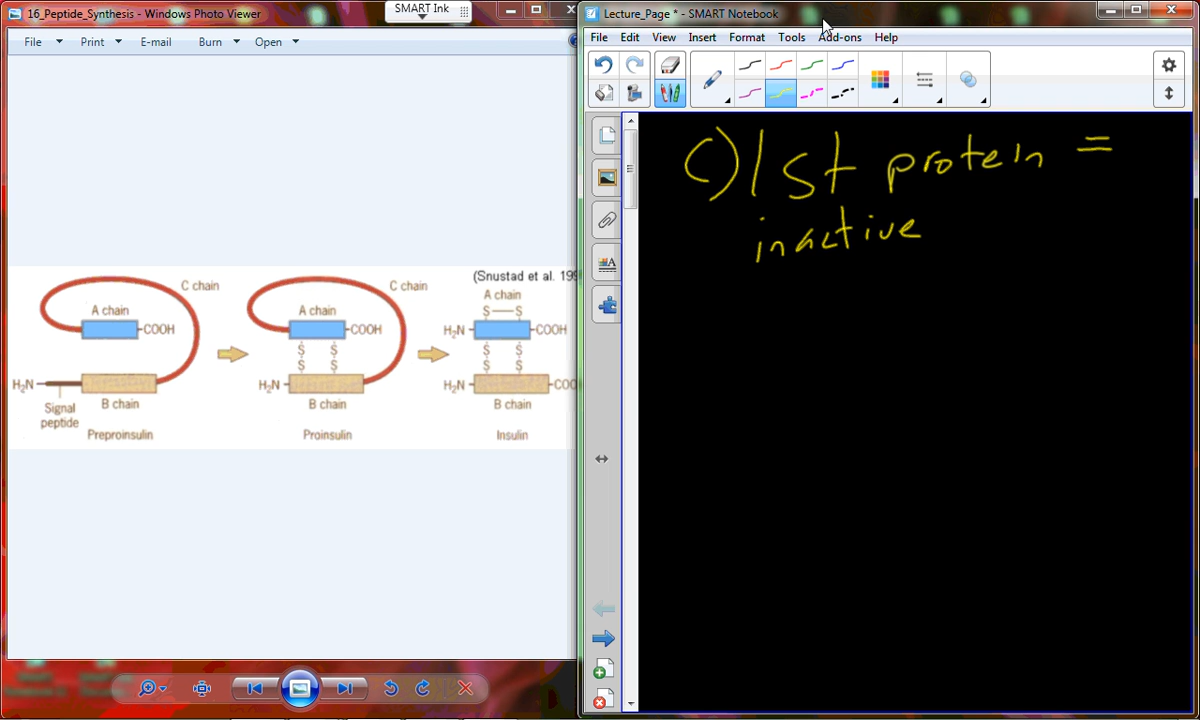 16_Peptide_Synthesis - Windows Photo Viewer
SMART Ink
File Print E-mail Burn Open
(Snustad et al. 199
C chain
A chain
COOH
H₂N
B chain
Signal
peptide
Preproinsulin
C chain
A chain
COOH
S S
S S
H₂N
B chain
Proinsulin
A chain
S S
H₂N COOH
S S
S S
H₂N COO
B chain
Insulin
Lecture_Page * - SMART Notebook
File Edit View Insert Format Tools Add-ons Help
C) 1st protein =
inactive